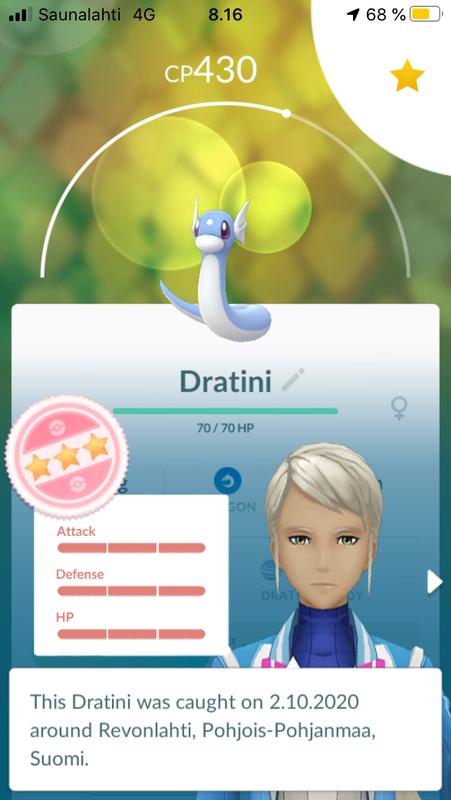 Saunalahti 4G 8.16 68 %
CP430
Dratini
70 / 70 HP
Attack
Defense
HP
This Dratini was caught on 2.10.2020
around Revonlahti, Pohjois-Pohjanmaa,
Suomi.